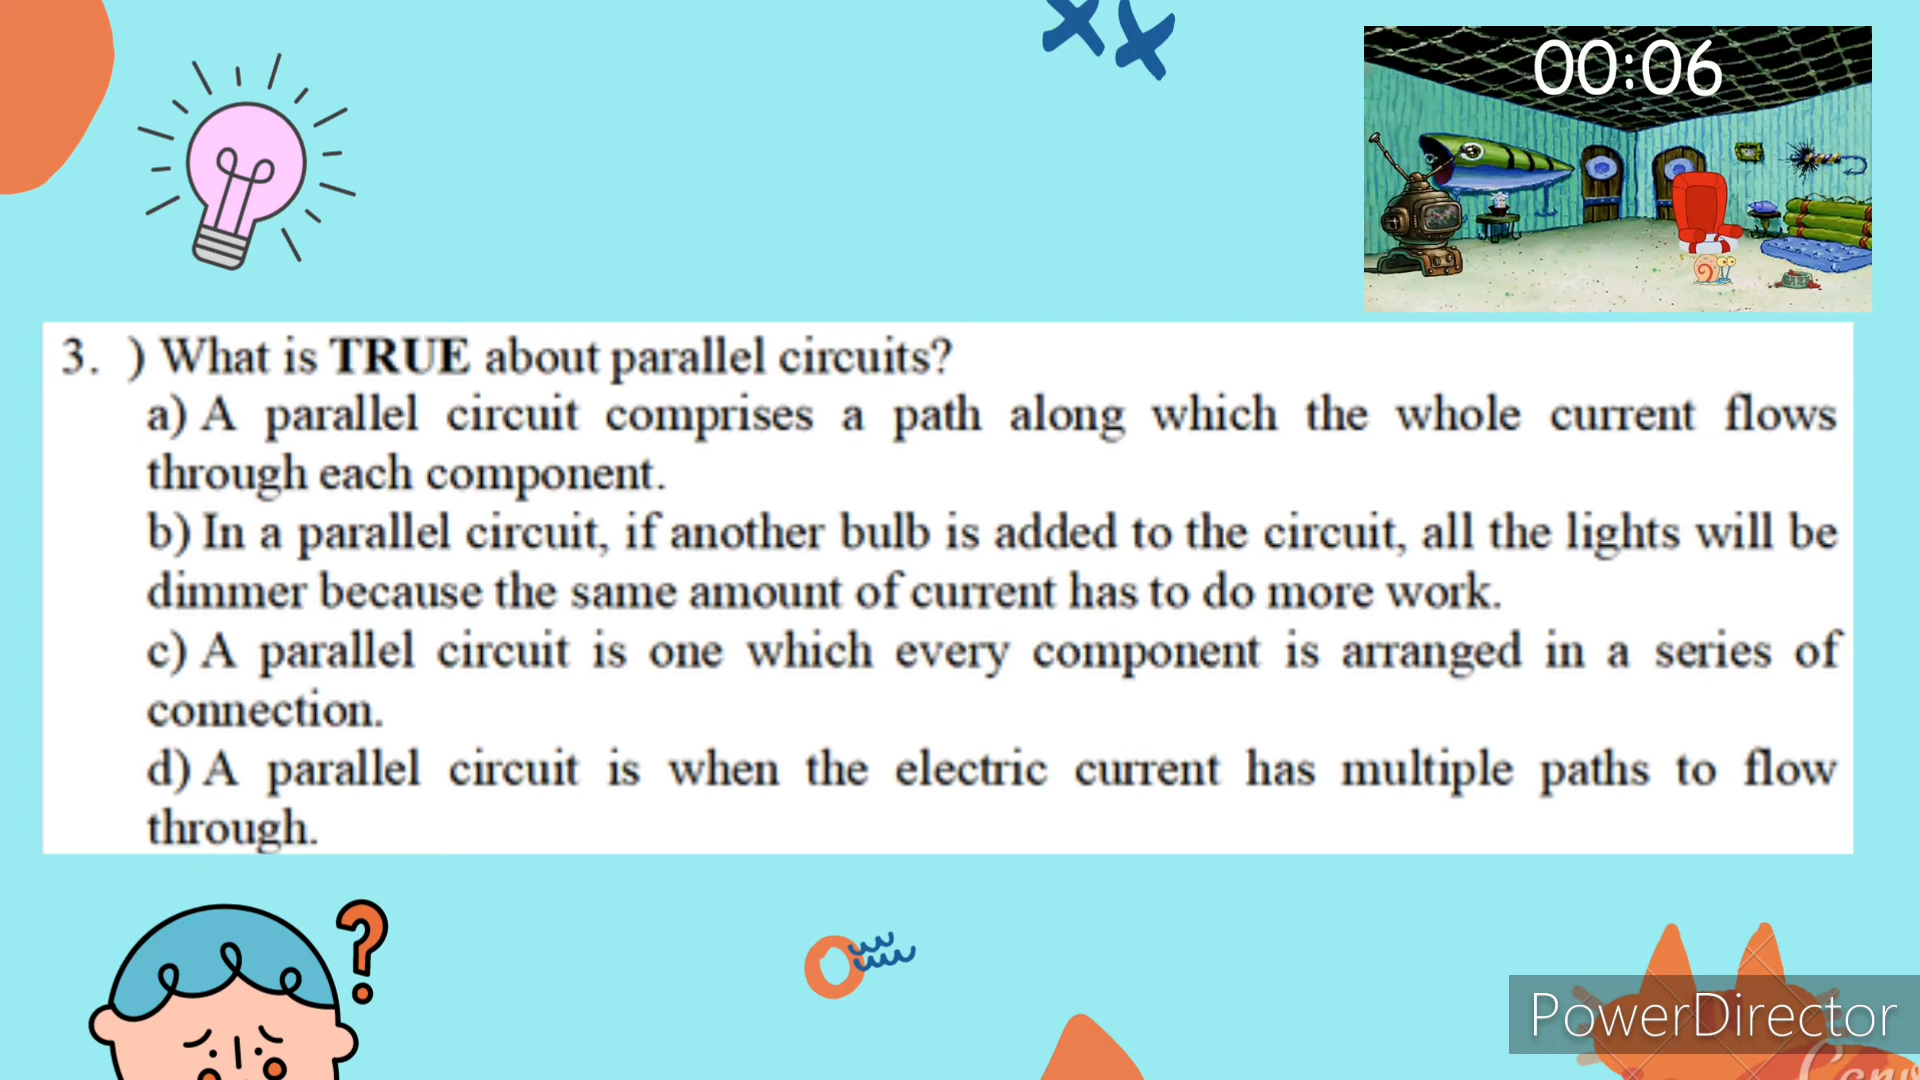 00:06
3. ) What is TRUE about parallel circuits?
a) A parallel circuit comprises a path along which the whole current flows
through each component.
b) In a parallel circuit, if another bulb is added to the circuit, all the lights will be
dimmer because the same amount of current has to do more work.
c) A parallel circuit is one which every component is arranged in a series of
connection.
d) A parallel circuit is when the electric current has multiple paths to flow
through.
PowerDirector